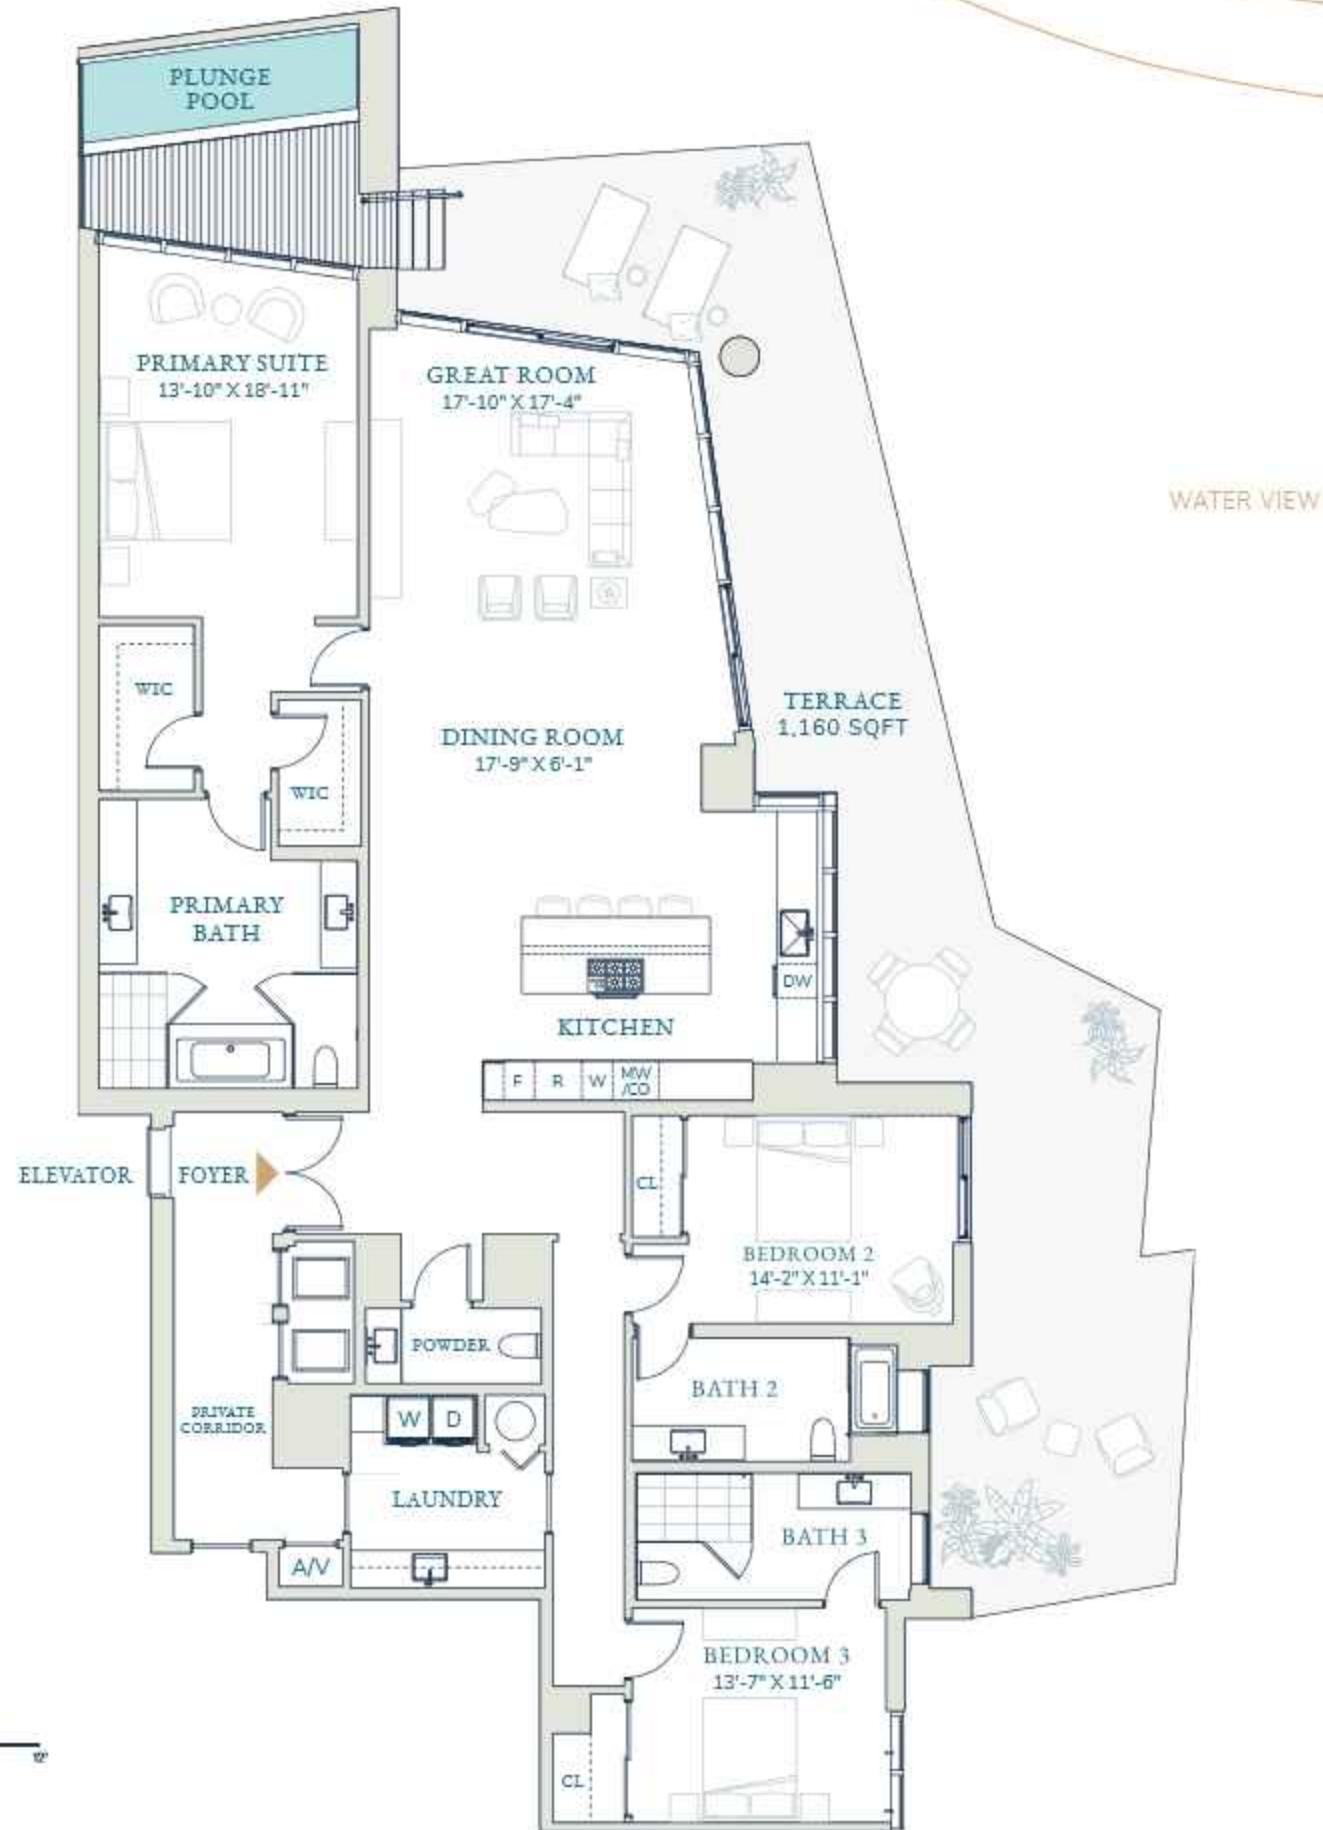 PLUNGE
POOL
PRIMARY SUITE
13'-10" X 18'-11"
GREAT ROOM
17'-10" X 17'-4"
WATER VIEW
WIC
TERRACE
1,160 SQFT
DINING ROOM
17'-9" X 6'-1"
WIC
PRIMARY
BATH
DW
KITCHEN
F
R
W
MW
/CO
ELEVATOR
FOYER
CL
BEDROOM 2
14'-2" X 11'-1"
POWDER
BATH 2
PRIVATE
CORRIDOR
W
D
LAUNDRY
BATH 3
A/V
BEDROOM 3
13'-7" X 11'-6"
12'
CL